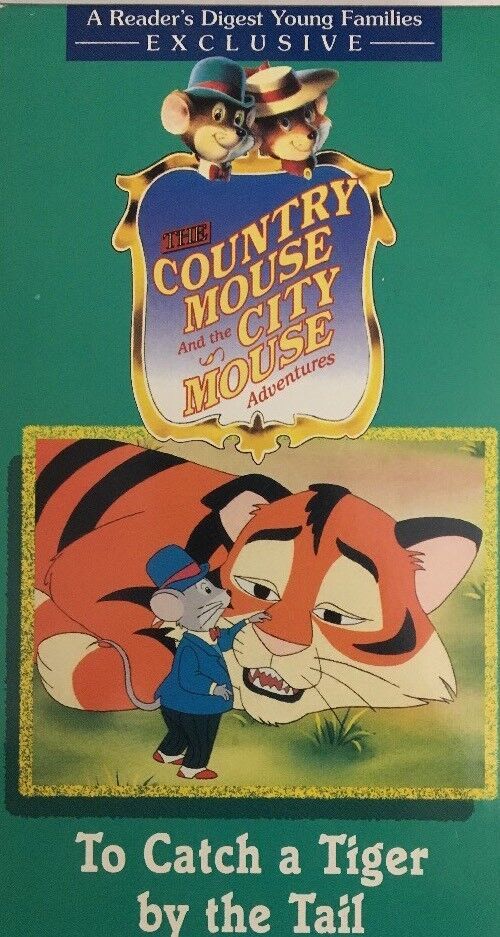 A Reader's Digest Young Families
EXCLUSIVE
THE
COUNTRY
MOUSE
And the CITY
MOUSE
Adventures
To Catch a Tiger
by the Tail